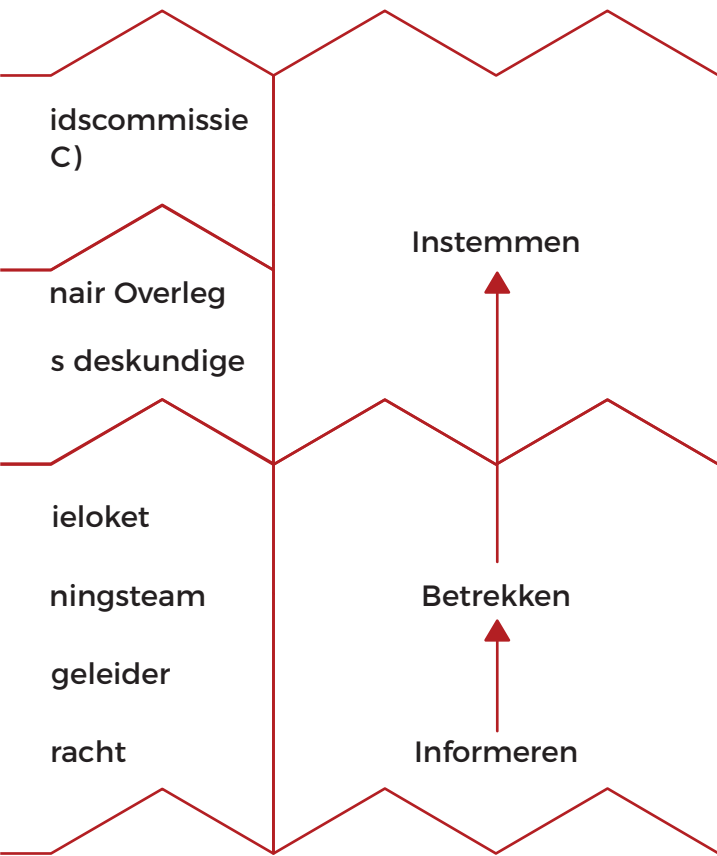 idscommissie
C)
Instemmen
nair Overleg
s deskundige
ieloket
ningsteam
Betrekken
geleider
racht
Informeren